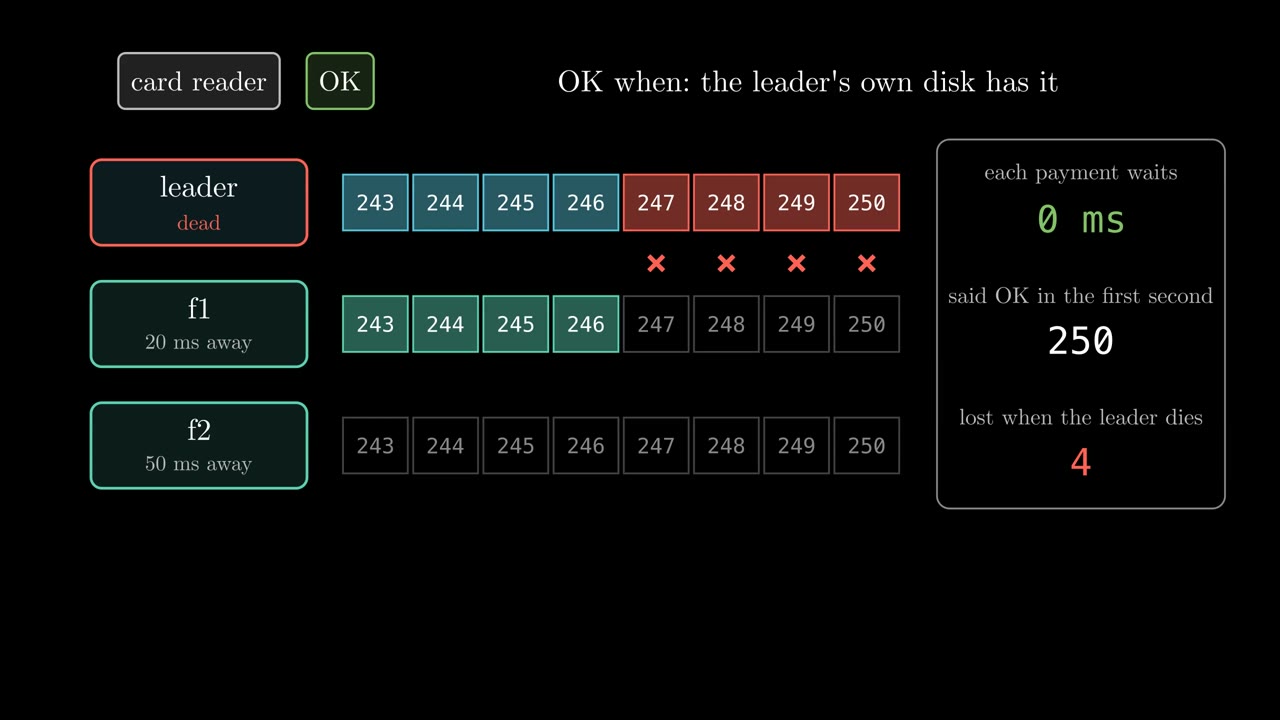 card reader
OK
OK when: the leader's own disk has it
leader
dead
243 244 245 246 247 248 249 250
× × × ×
f1
20 ms away
243 244 245 246 247 248 249 250
f2
50 ms away
243 244 245 246 247 248 249 250
each payment waits
0 ms
said OK in the first second
250
lost when the leader dies
4